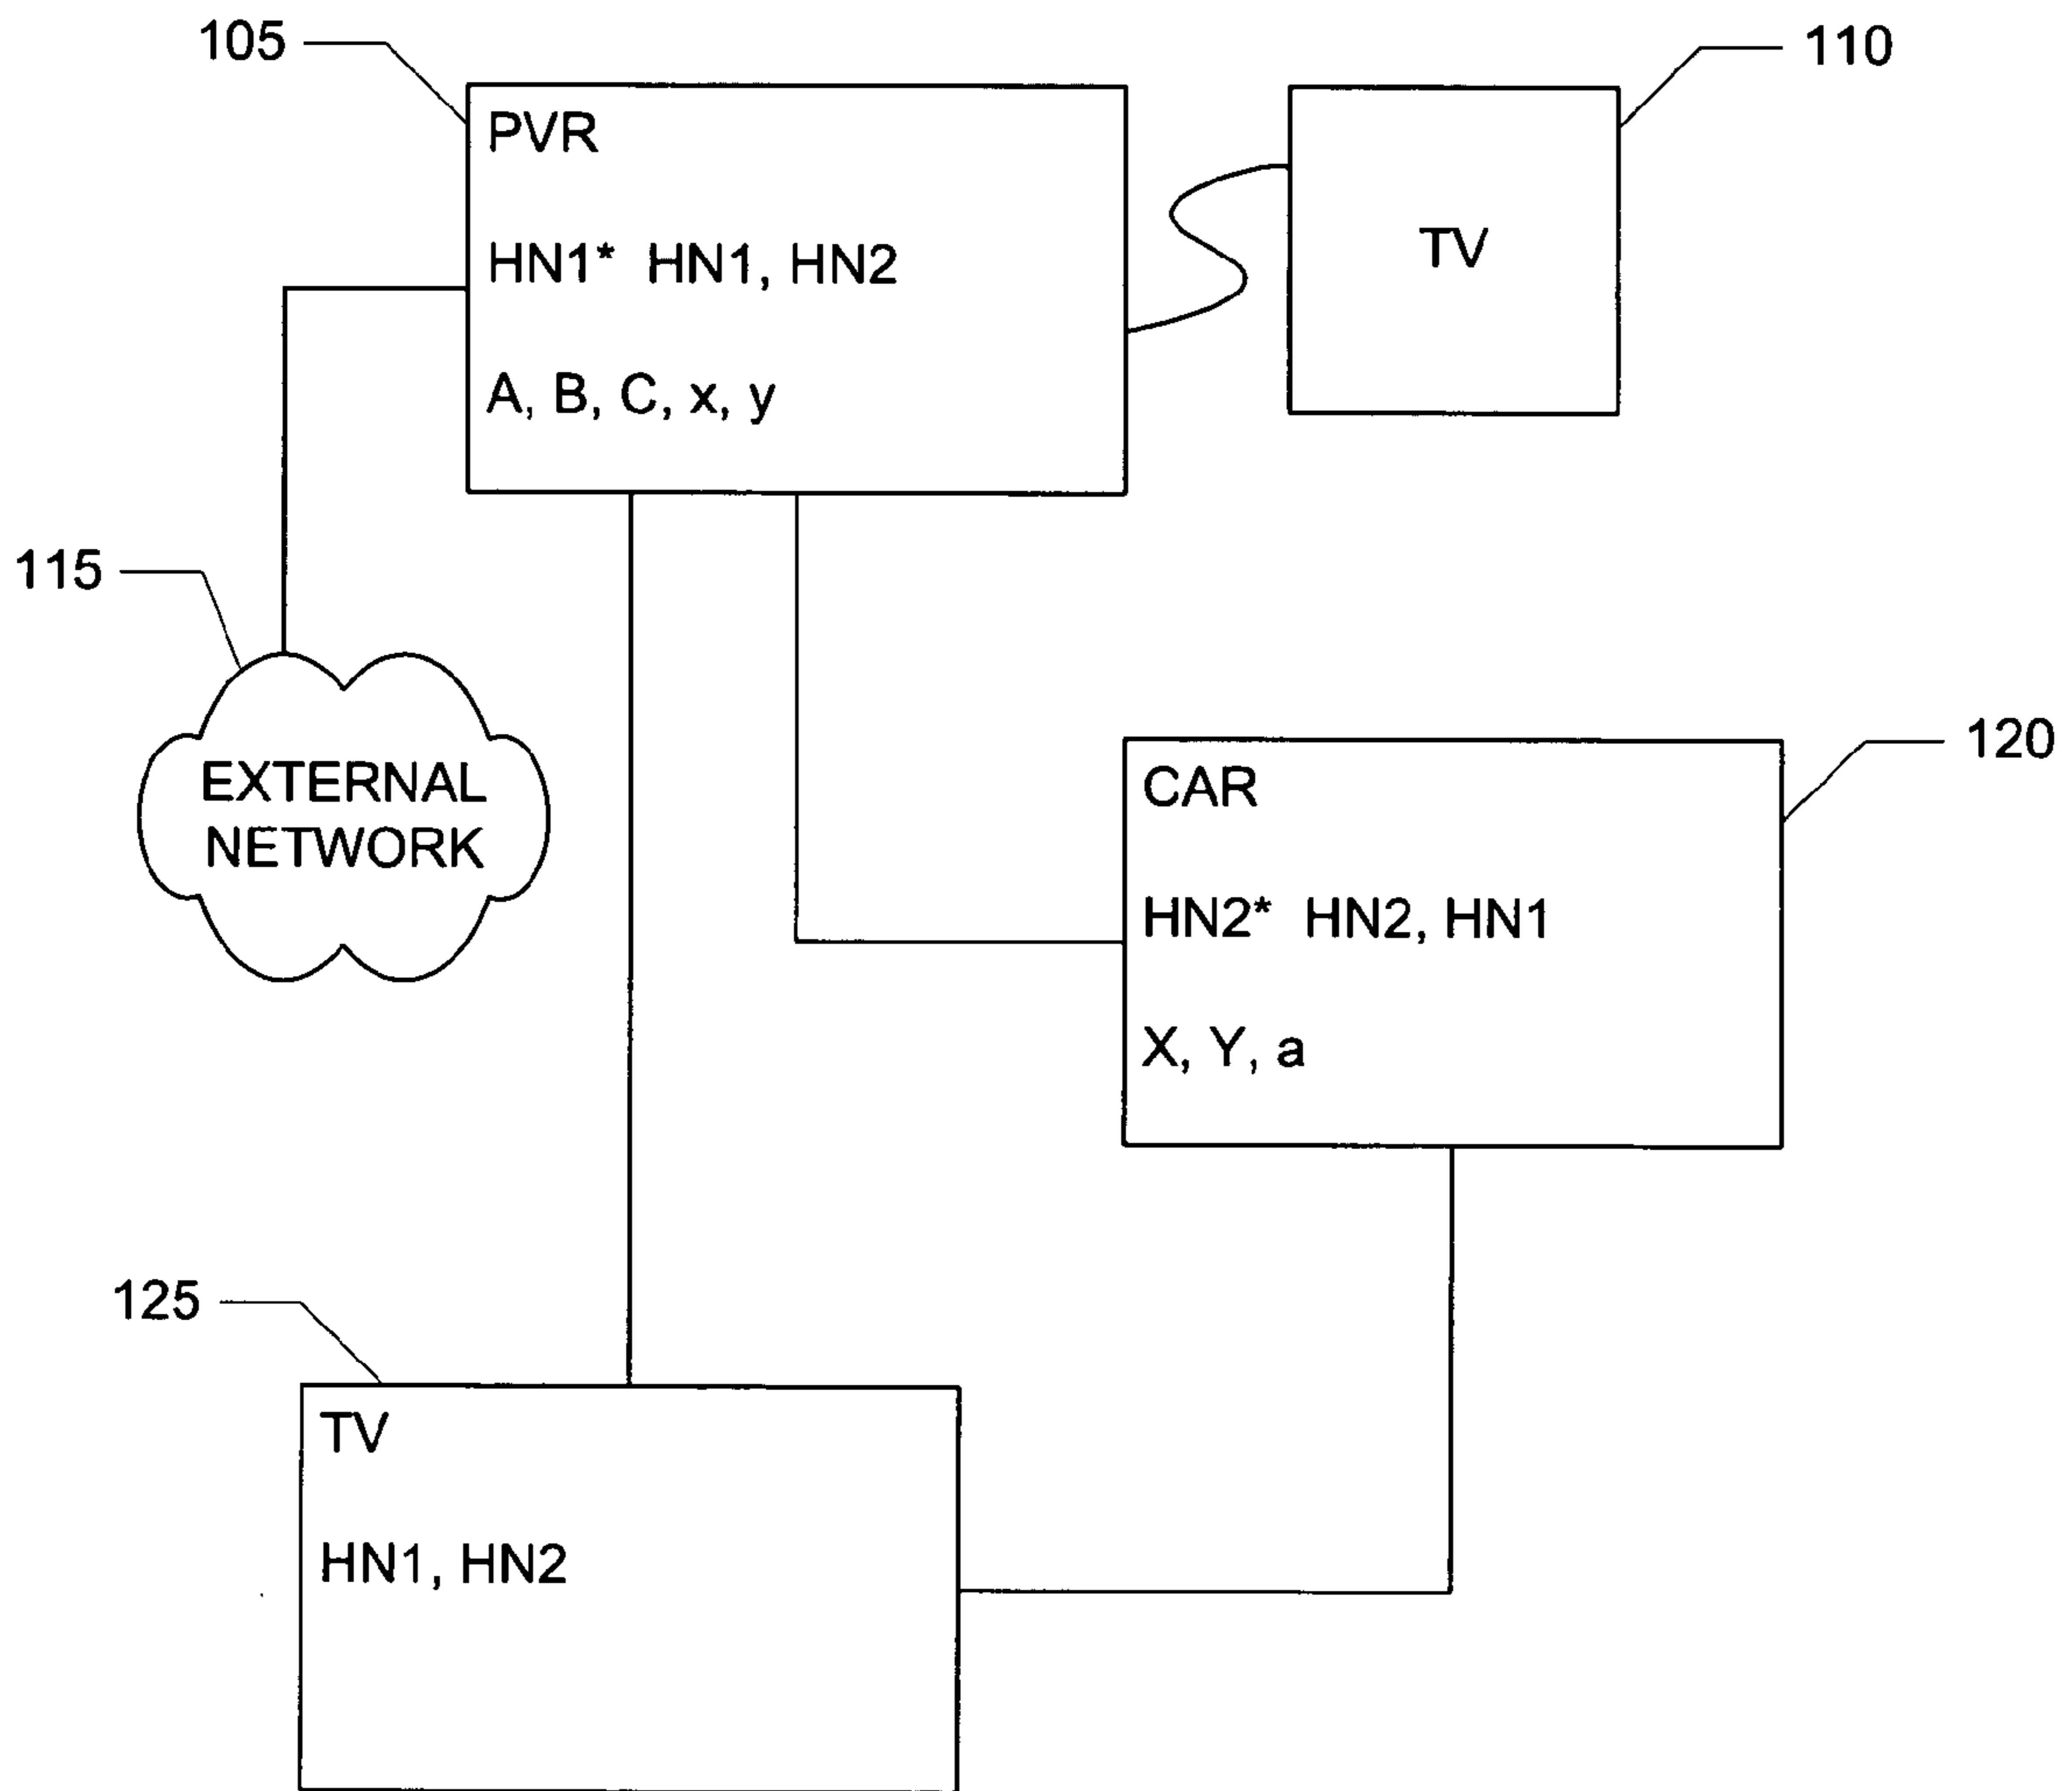 105
110
PVR
HN1* HN1, HN2
A, B, C, x, y
TV
115
EXTERNAL
NETWORK
120
CAR
HN2* HN2, HN1
X, Y, a
125
TV
HN1, HN2